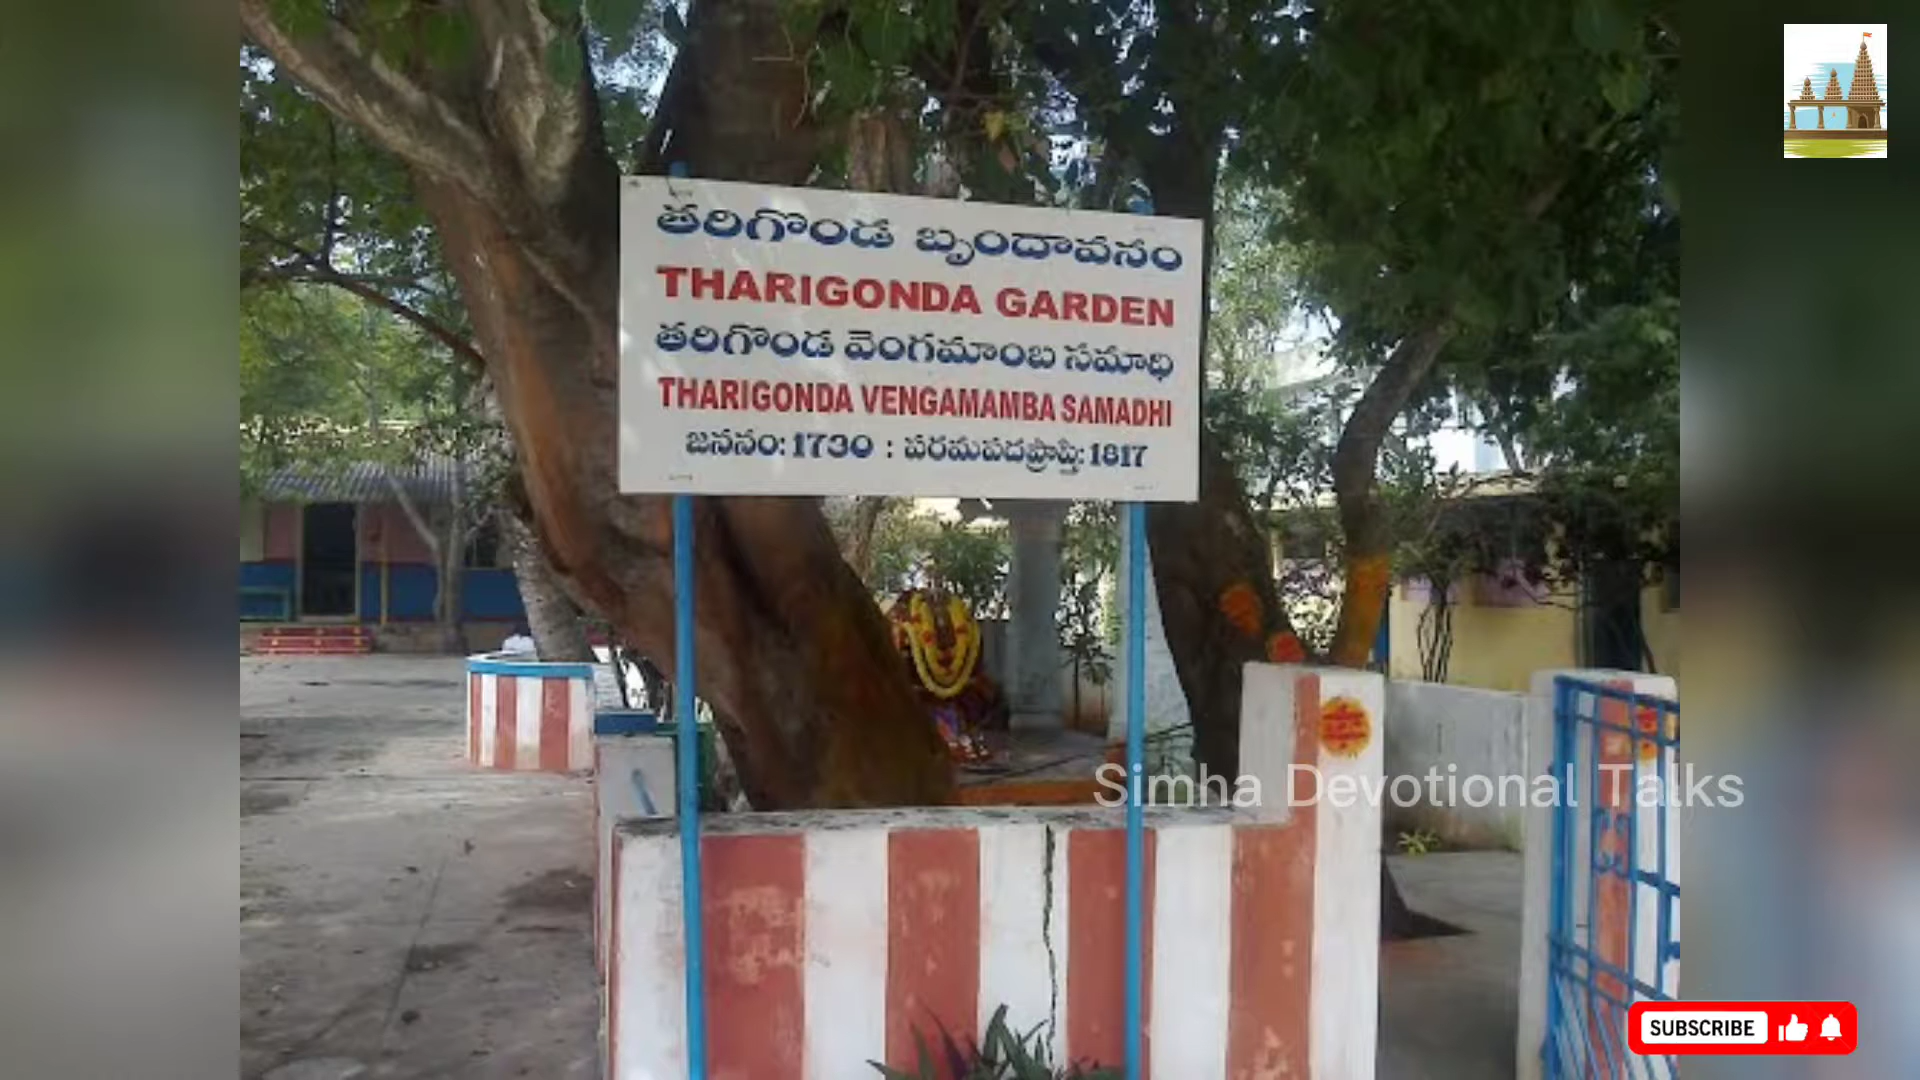 తరిగొండ బృందావనం
THARIGONDA GARDEN
తరిగొండ వెంగమాంబ సమాధి
THARIGONDA VENGAMAMBA SAMADHI
జననం: 1730 : పరమపదప్రాప్తి: 1817
Simha Devotional Talks
SUBSCRIBE